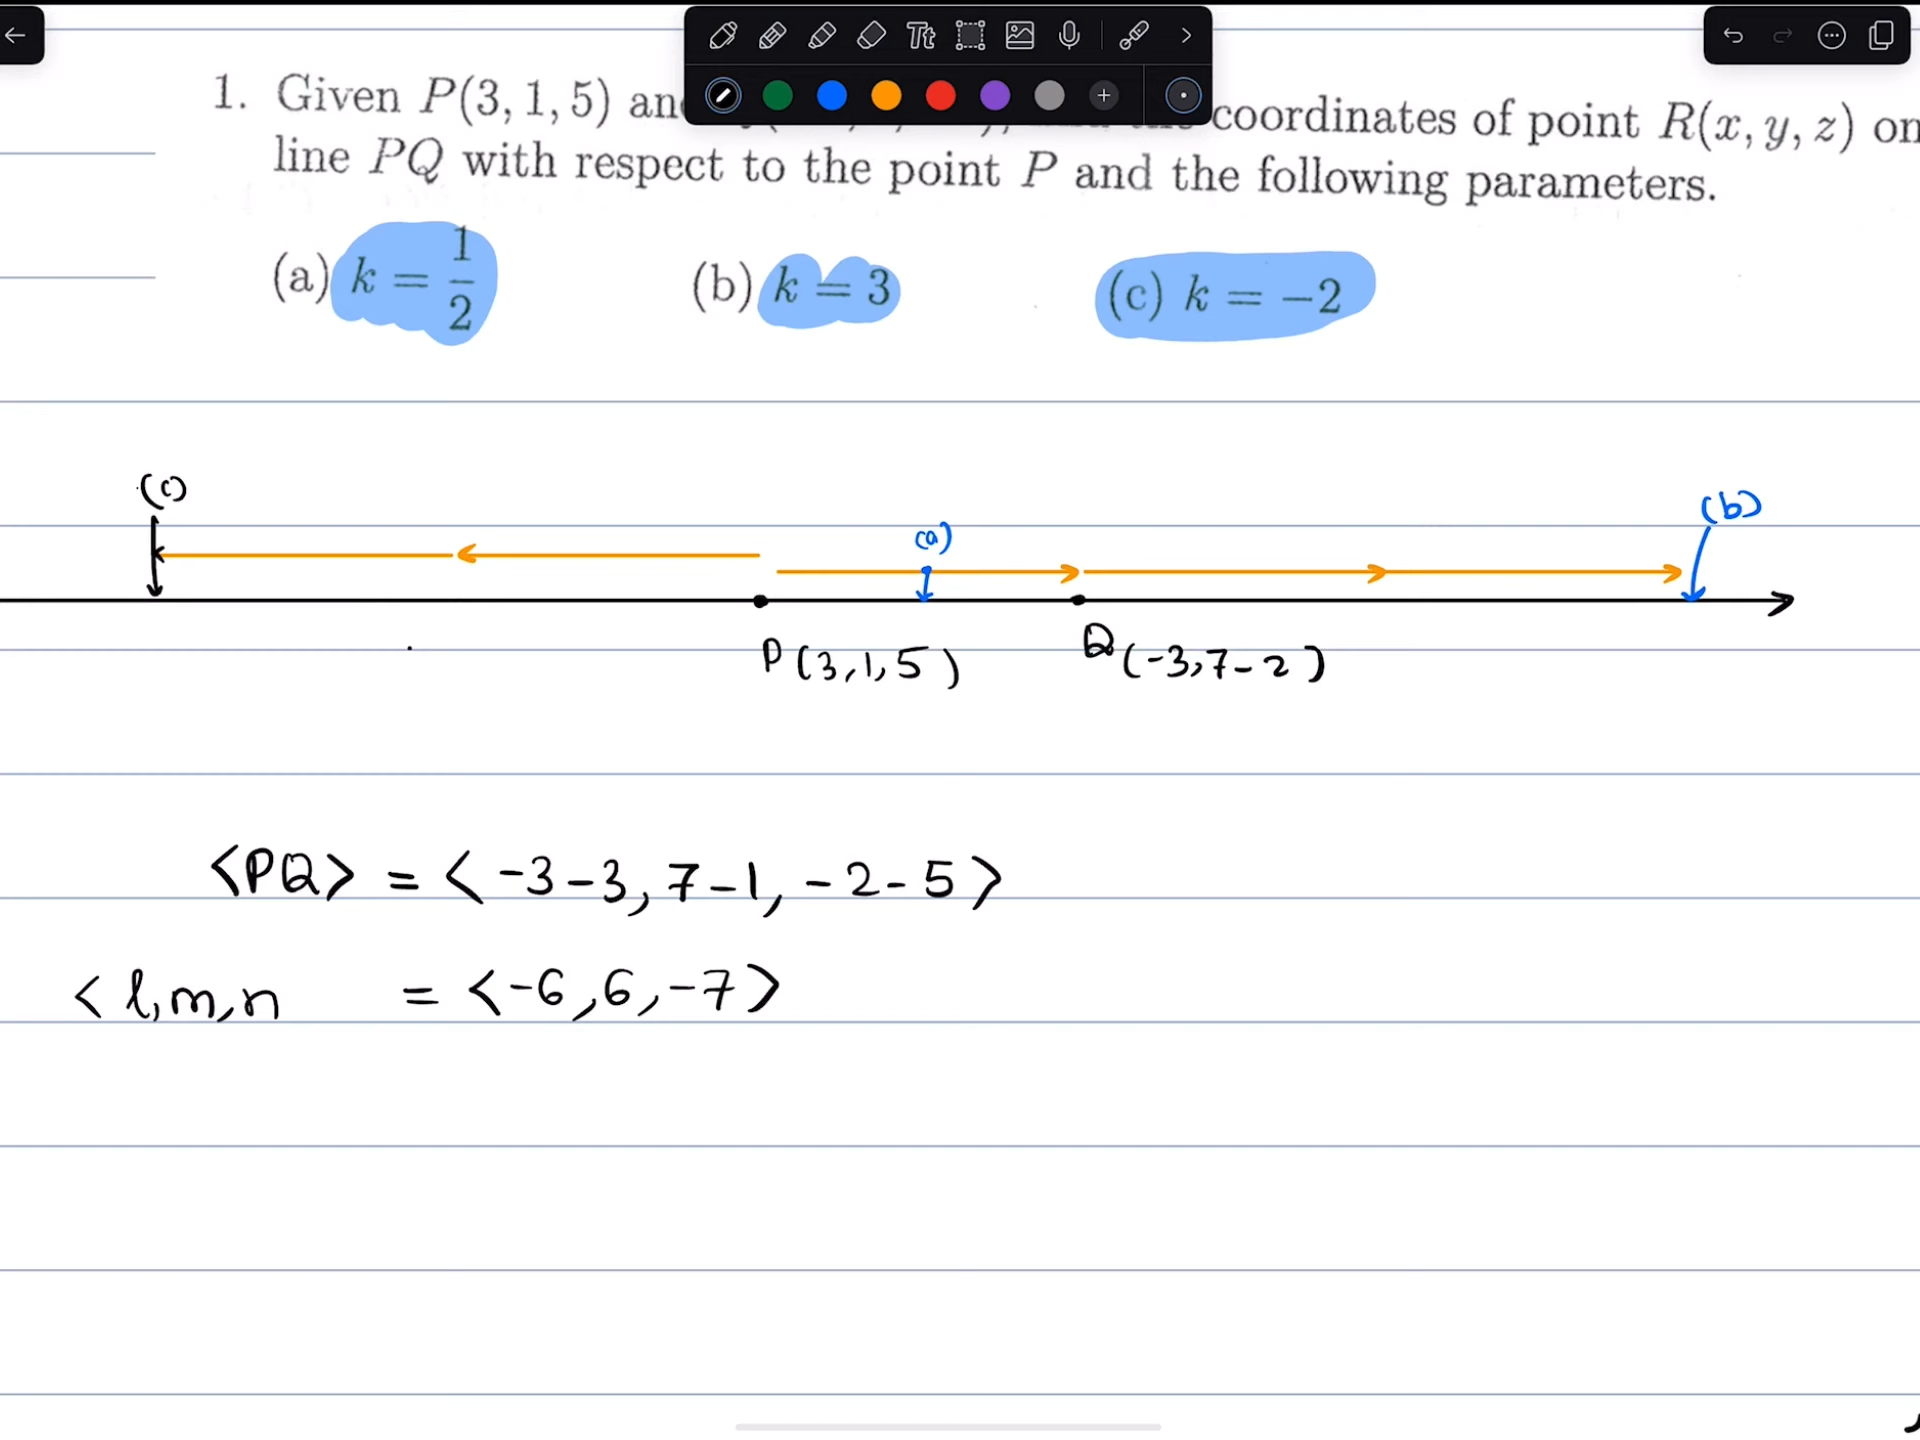 1. Given P(3, 1, 5) an coordinates of point R(x, y, z) on
line PQ with respect to the point P and the following parameters.
(a) k = 1/2 (b) k = 3 (c) k = −2
(c) (a) (b)
P(3,1,5) Q(-3,7-2)
<PQ> = < -3-3, 7-1, -2-5>
< l,m,n = <-6,6,-7>
Tt